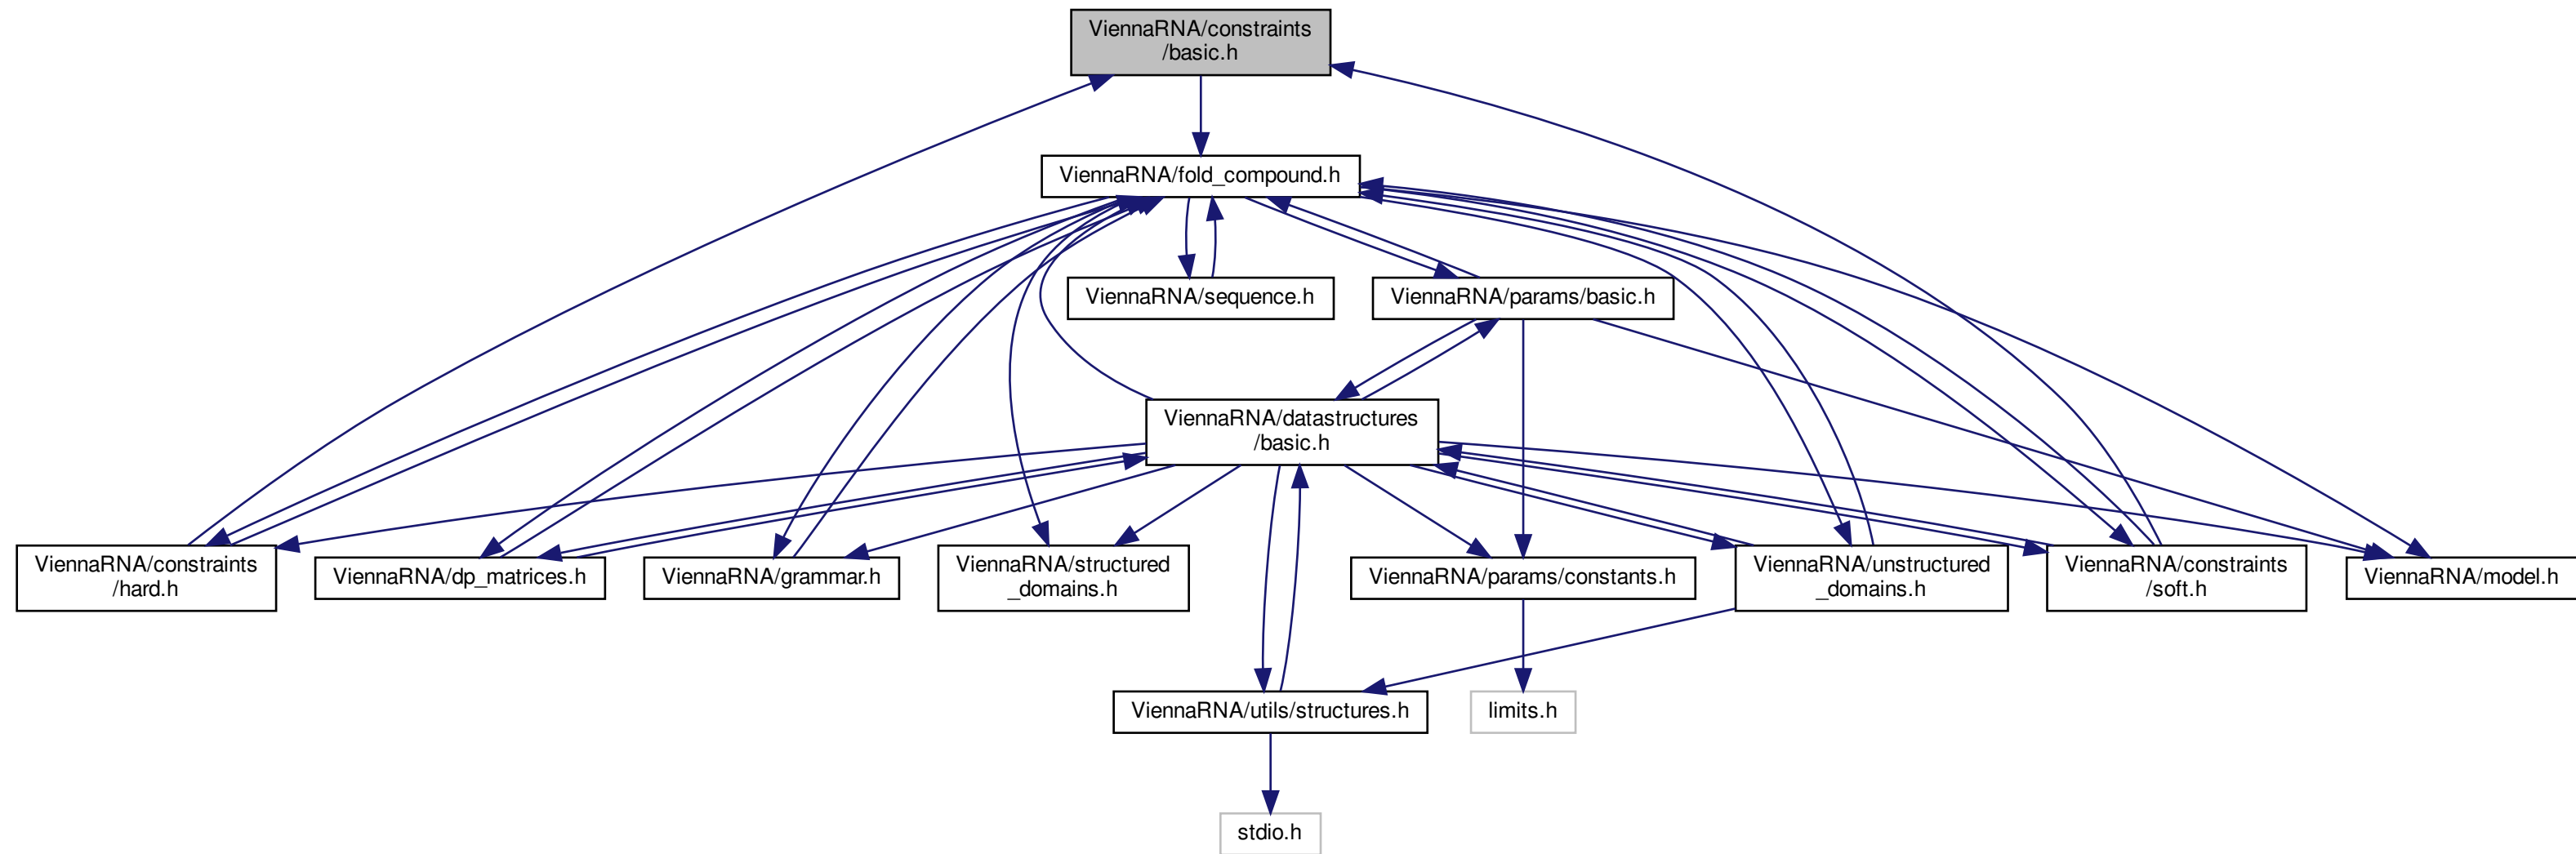 ViennaRNA/constraints
/basic.h
ViennaRNA/fold_compound.h
ViennaRNA/sequence.h
ViennaRNA/params/basic.h
ViennaRNA/datastructures
/basic.h
ViennaRNA/constraints
/hard.h
ViennaRNA/dp_matrices.h
ViennaRNA/grammar.h
ViennaRNA/structured
_domains.h
ViennaRNA/params/constants.h
ViennaRNA/unstructured
_domains.h
ViennaRNA/constraints
/soft.h
ViennaRNA/model.h
ViennaRNA/utils/structures.h
limits.h
stdio.h